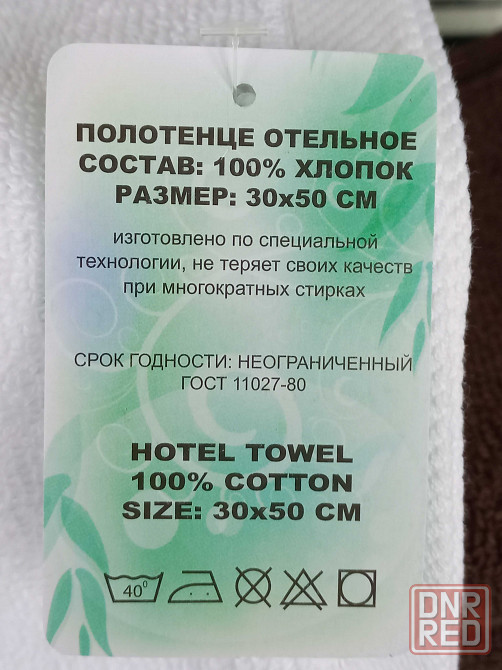 ПОЛОТЕНЦЕ ОТЕЛЬНОЕ
СОСТАВ: 100% ХЛОПОК
РАЗМЕР: 30х50 СМ
изготовлено по специальной
технологии, не теряет своих качеств
при многократных стирках
СРОК ГОДНОСТИ: НЕОГРАНИЧЕННЫЙ
ГОСТ 11027-80
HOTEL TOWEL
100% COTTON
SIZE: 30x50 CM
40⁰
DNR
RED